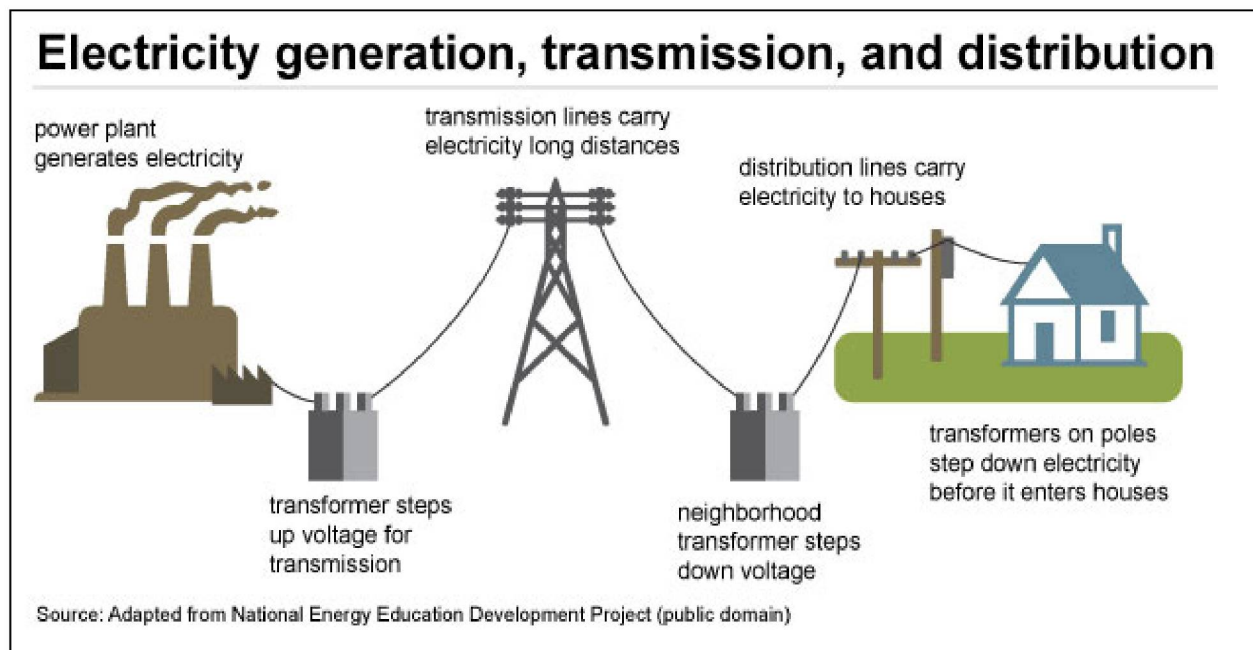 Electricity generation, transmission, and distribution
power plant
generates electricity
transmission lines carry
electricity long distances
distribution lines carry
electricity to houses
transformer steps
up voltage for
transmission
neighborhood
transformer steps
down voltage
transformers on poles
step down electricity
before it enters houses
Source: Adapted from National Energy Education Development Project (public domain)